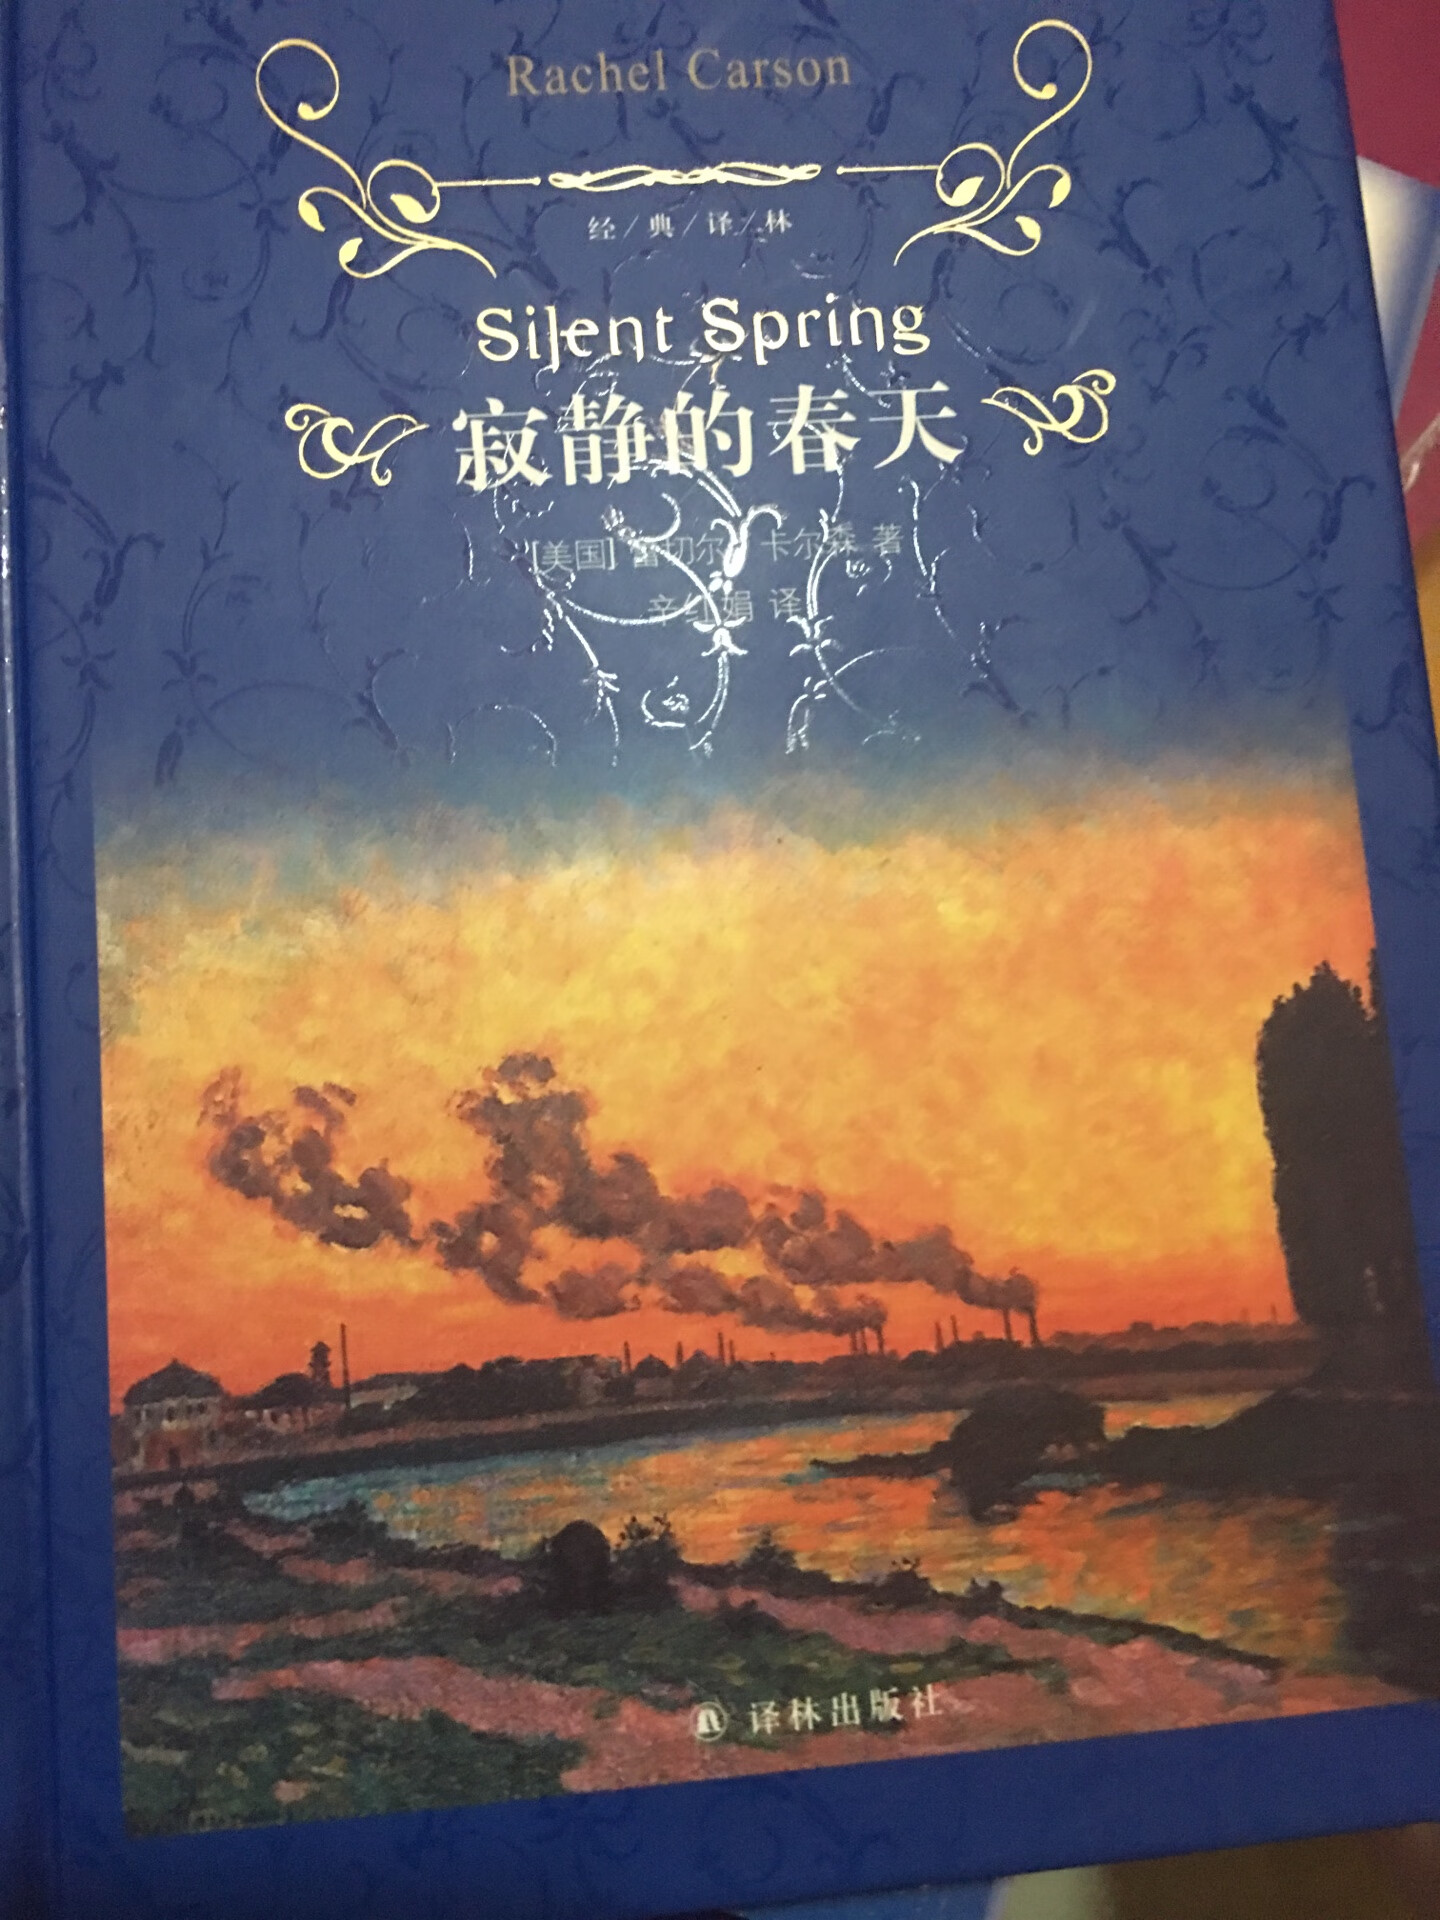 Rachel Carson
经/典/译/林
Silent Spring
寂静的春天
[美国] 蕾切尔·卡尔森 著
辛红娟 译
译林出版社